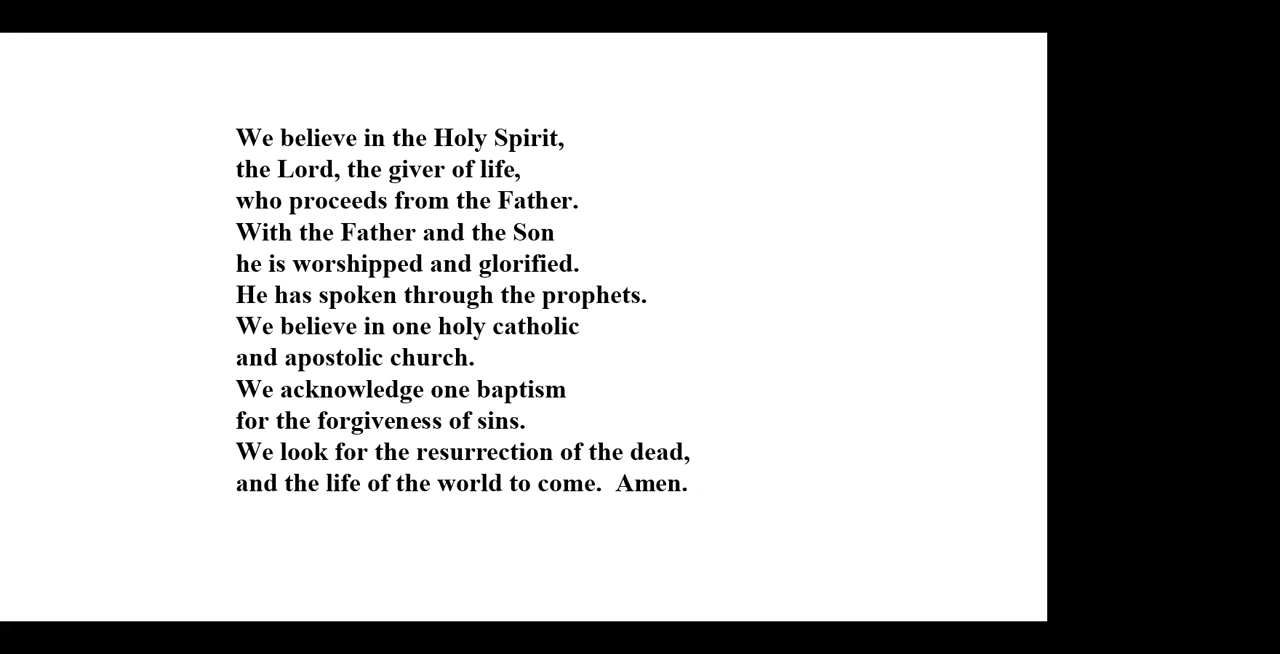 We believe in the Holy Spirit,
the Lord, the giver of life,
who proceeds from the Father.
With the Father and the Son
he is worshipped and glorified.
He has spoken through the prophets.
We believe in one holy catholic
and apostolic church.
We acknowledge one baptism
for the forgiveness of sins.
We look for the resurrection of the dead,
and the life of the world to come.  Amen.